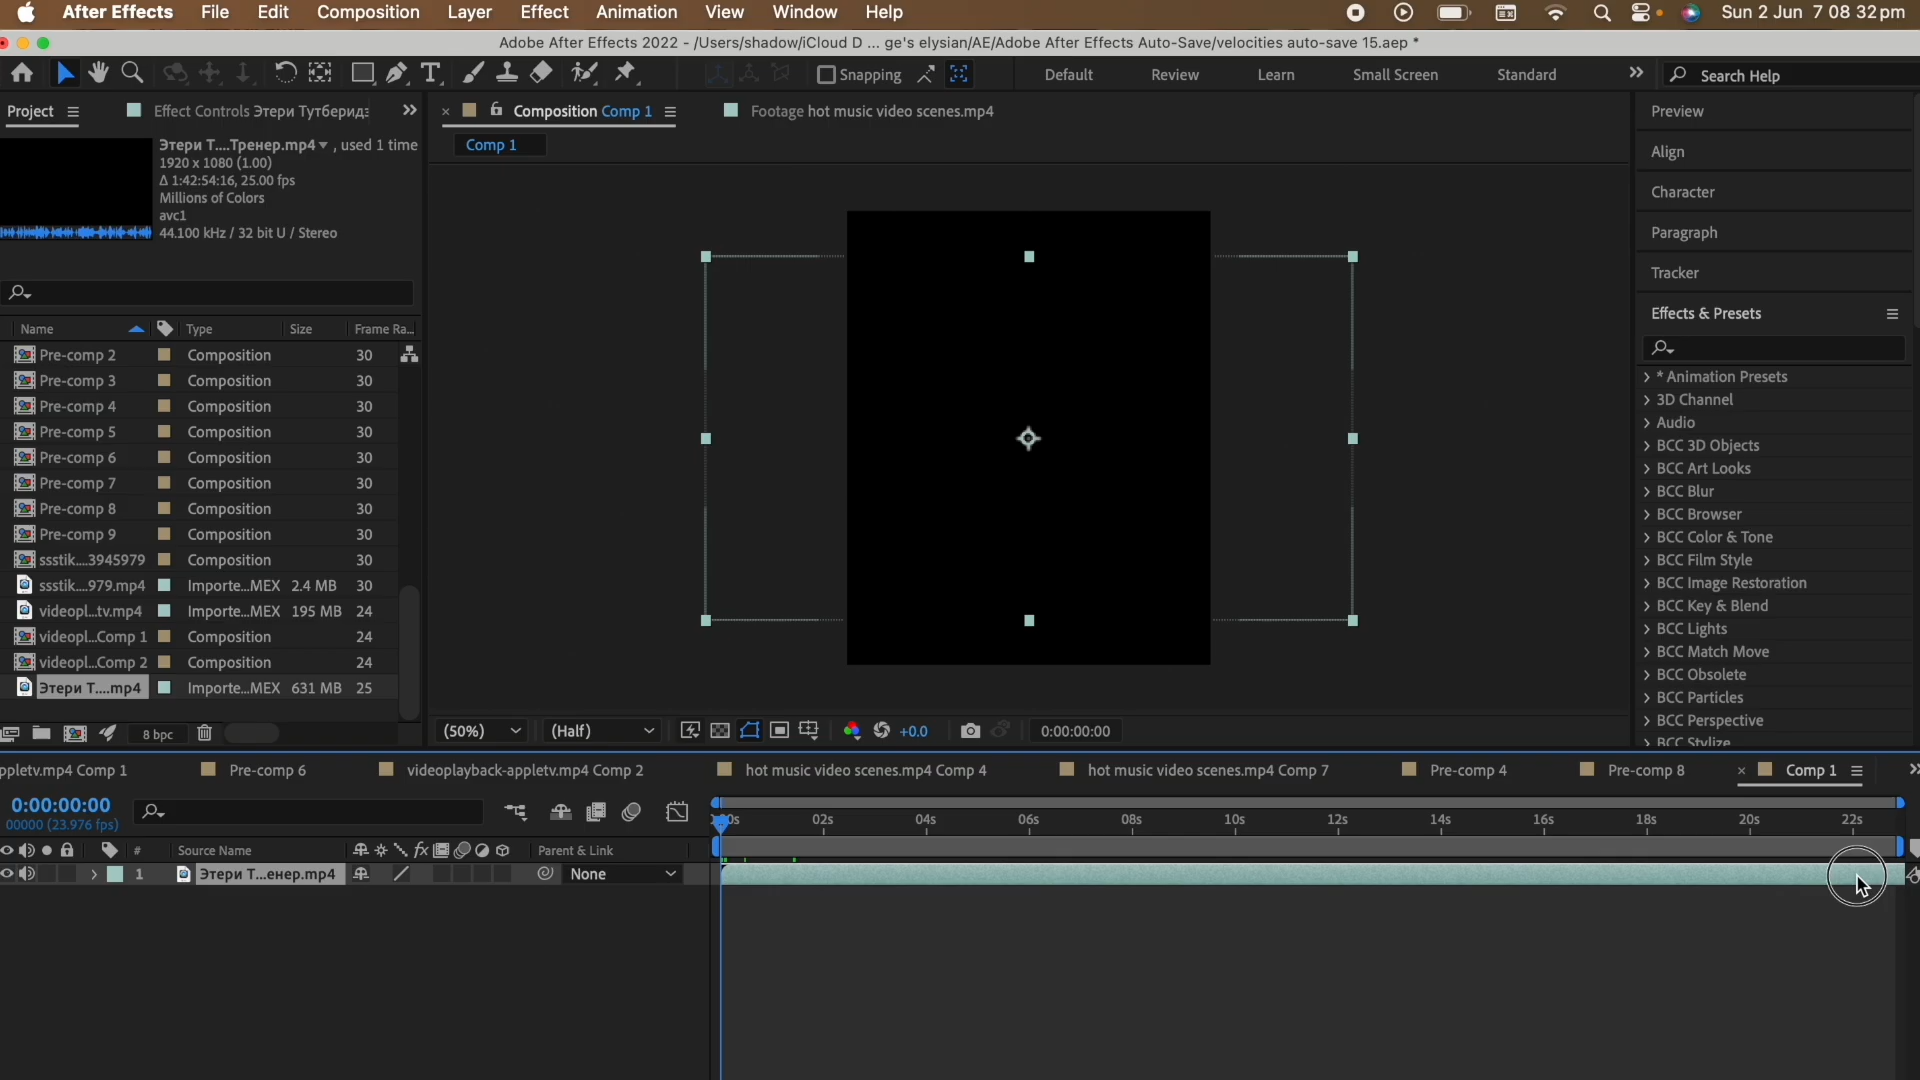 After Effects File Edit Composition Layer Effect Animation View Window Help Sun 2 Jun 7 08 32pm
Adobe After Effects 2022 - /Users/shadow/iCloud D ... ge's elysian/AE/Adobe After Effects Auto-Save/velocities auto-save 15.aep *
Snapping Default Review Learn Small Screen Standard Search Help
Project Effect Controls Этери Тутберид
Composition Comp 1 Footage hot music video scenes.mp4
Comp 1
Этери Т....Тренер.mp4 , used 1 time
1920 x 1080 (1.00)
Δ 1:42:54:16, 25.00 fps
Millions of Colors
avc1
44.100 kHz / 32 bit U / Stereo
Name Type Size Frame Ra...
Pre-comp 2 Composition 30
Pre-comp 3 Composition 30
Pre-comp 4 Composition 30
Pre-comp 5 Composition 30
Pre-comp 6 Composition 30
Pre-comp 7 Composition 30
Pre-comp 8 Composition 30
Pre-comp 9 Composition 30
ssstik....3945979 Composition 30
ssstik....979.mp4 Importe...MEX 2.4 MB 30
videopl...tv.mp4 Importe...MEX 195 MB 24
videopl...Comp 1 Composition 24
videopl...Comp 2 Composition 24
Этери Т....mp4 Importe...MEX 631 MB 25
8 bpc
(50%) (Half) +0.0 0:00:00:00
Preview
Align
Character
Paragraph
Tracker
Effects & Presets
* Animation Presets
3D Channel
Audio
BCC 3D Objects
BCC Art Looks
BCC Blur
BCC Browser
BCC Color & Tone
BCC Film Style
BCC Image Restoration
BCC Key & Blend
BCC Lights
BCC Match Move
BCC Obsolete
BCC Particles
BCC Perspective
BCC Stylize
ppletv.mp4 Comp 1 Pre-comp 6 videoplayback-appletv.mp4 Comp 2 hot music video scenes.mp4 Comp 4 hot music video scenes.mp4 Comp 7 Pre-comp 4 Pre-comp 8 Comp 1
0:00:00:00
00000 (23.976 fps)
02s 04s 06s 08s 10s 12s 14s 16s 18s 20s 22s
# Source Name fx Parent & Link
1 Этери Т...енер.mp4 None